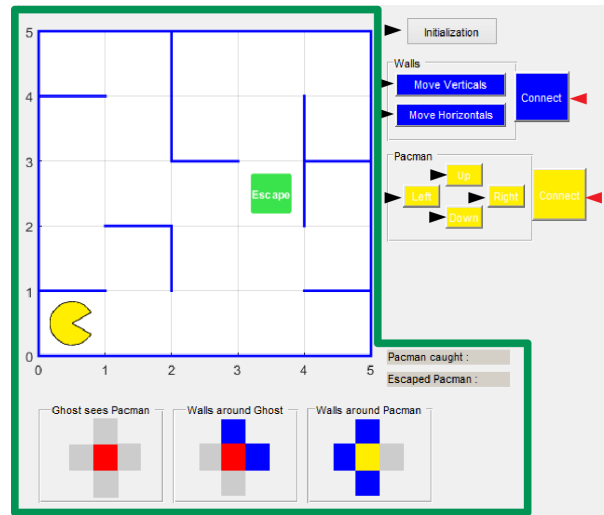 5
4
3
2
1
0
0 1 2 3 4 5
Escape
Initialization
Walls
Move Verticals
Move Horizontals
Connect
Pacman
Up
Left
Right
Down
Connect
Pacman caught :
Escaped Pacman :
Ghost sees Pacman
Walls around Ghost
Walls around Pacman